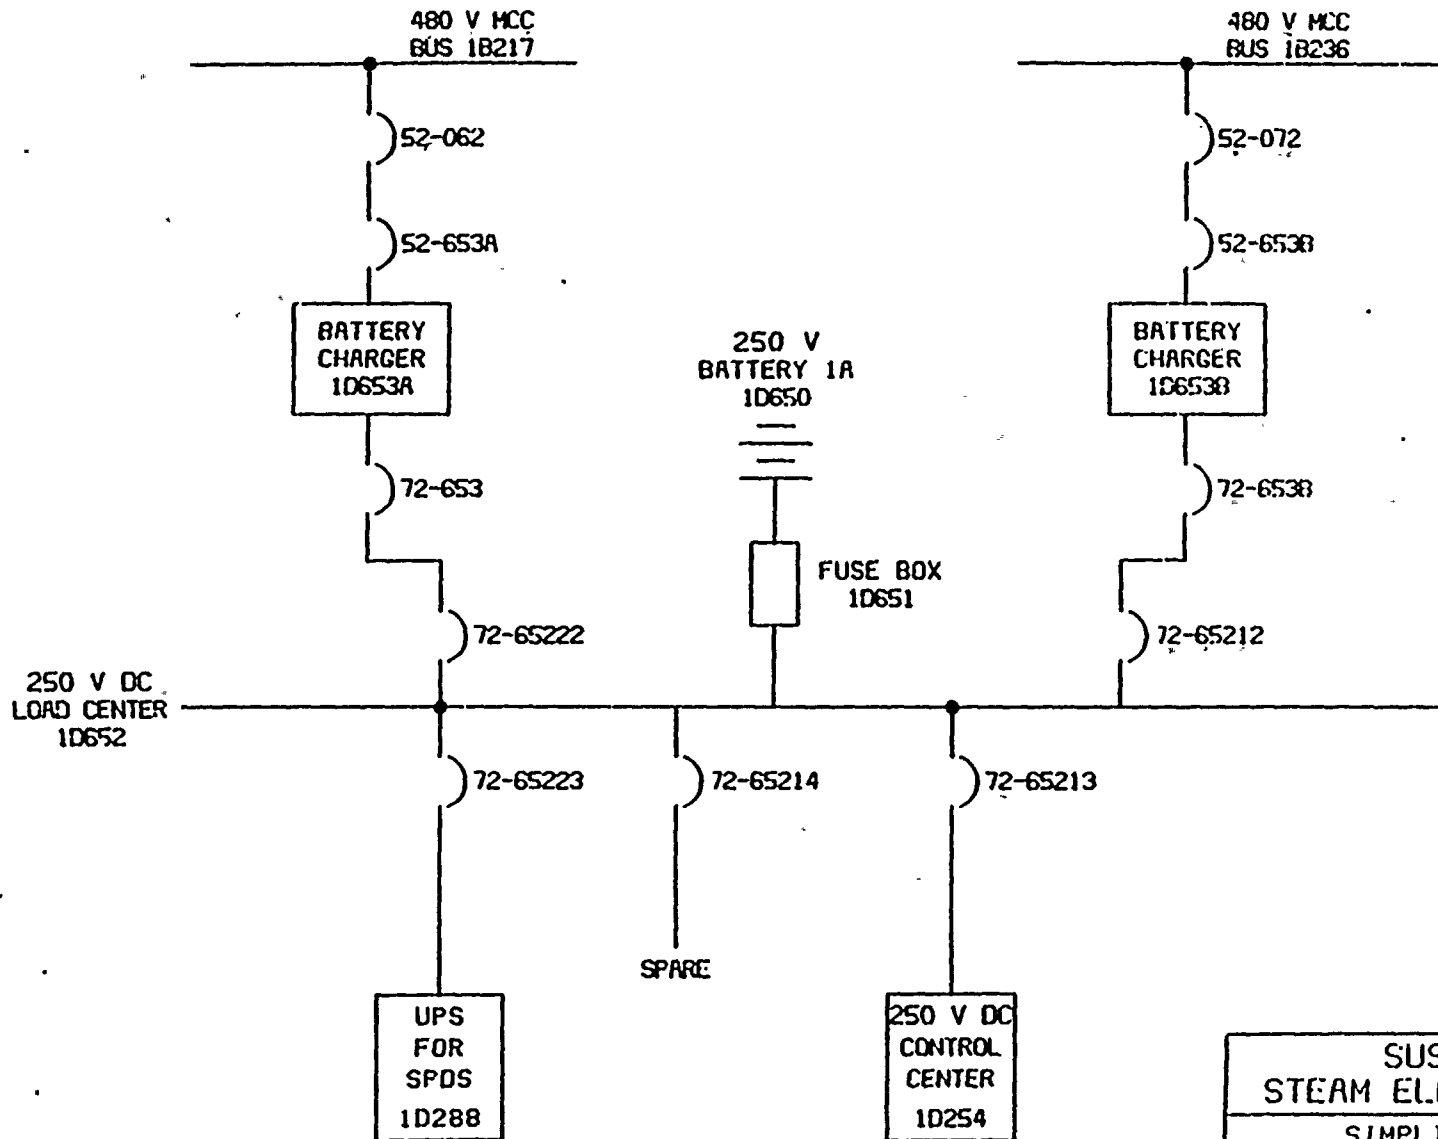 480 V MCC
BUS 1B217
480 V MCC
BUS 1B236
52-062
52-072
52-653A
52-653B
BATTERY
CHARGER
1D653A
250 V
BATTERY 1A
1D650
BATTERY
CHARGER
1D653B
72-653
72-653B
FUSE BOX
1D651
72-65222
72-65212
250 V DC
LOAD CENTER
1D652
72-65223
72-65214
72-65213
SPARE
UPS
FOR
SPDS
1D288
250 V DC
CONTROL
CENTER
1D254
SUS
STEAM EL